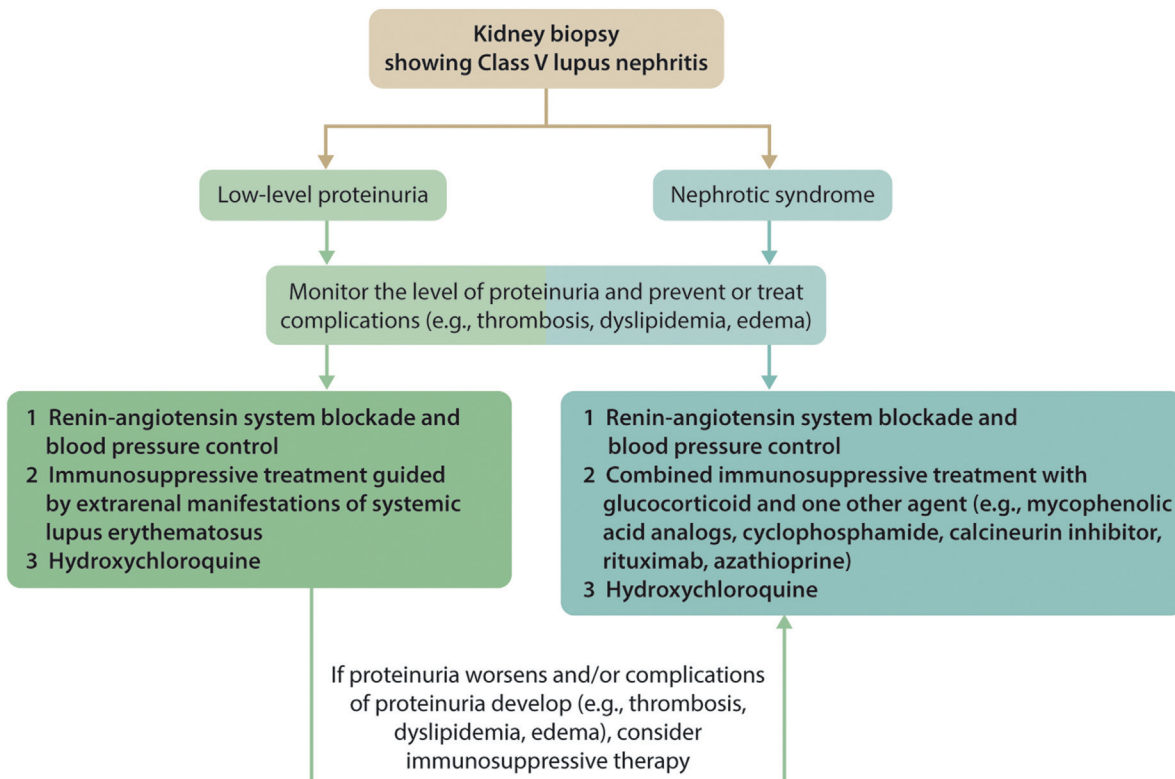 Kidney biopsy
showing Class V lupus nephritis
Low-level proteinuria
Nephrotic syndrome
Monitor the level of proteinuria and prevent or treat
complications (e.g., thrombosis, dyslipidemia, edema)
1 Renin-angiotensin system blockade and
blood pressure control
2 Immunosuppressive treatment guided
by extrarenal manifestations of systemic
lupus erythematosus
3 Hydroxychloroquine
1 Renin-angiotensin system blockade and
blood pressure control
2 Combined immunosuppressive treatment with
glucocorticoid and one other agent (e.g., mycophenolic
acid analogs, cyclophosphamide, calcineurin inhibitor,
rituximab, azathioprine)
3 Hydroxychloroquine
If proteinuria worsens and/or complications
of proteinuria develop (e.g., thrombosis,
dyslipidemia, edema), consider
immunosuppressive therapy